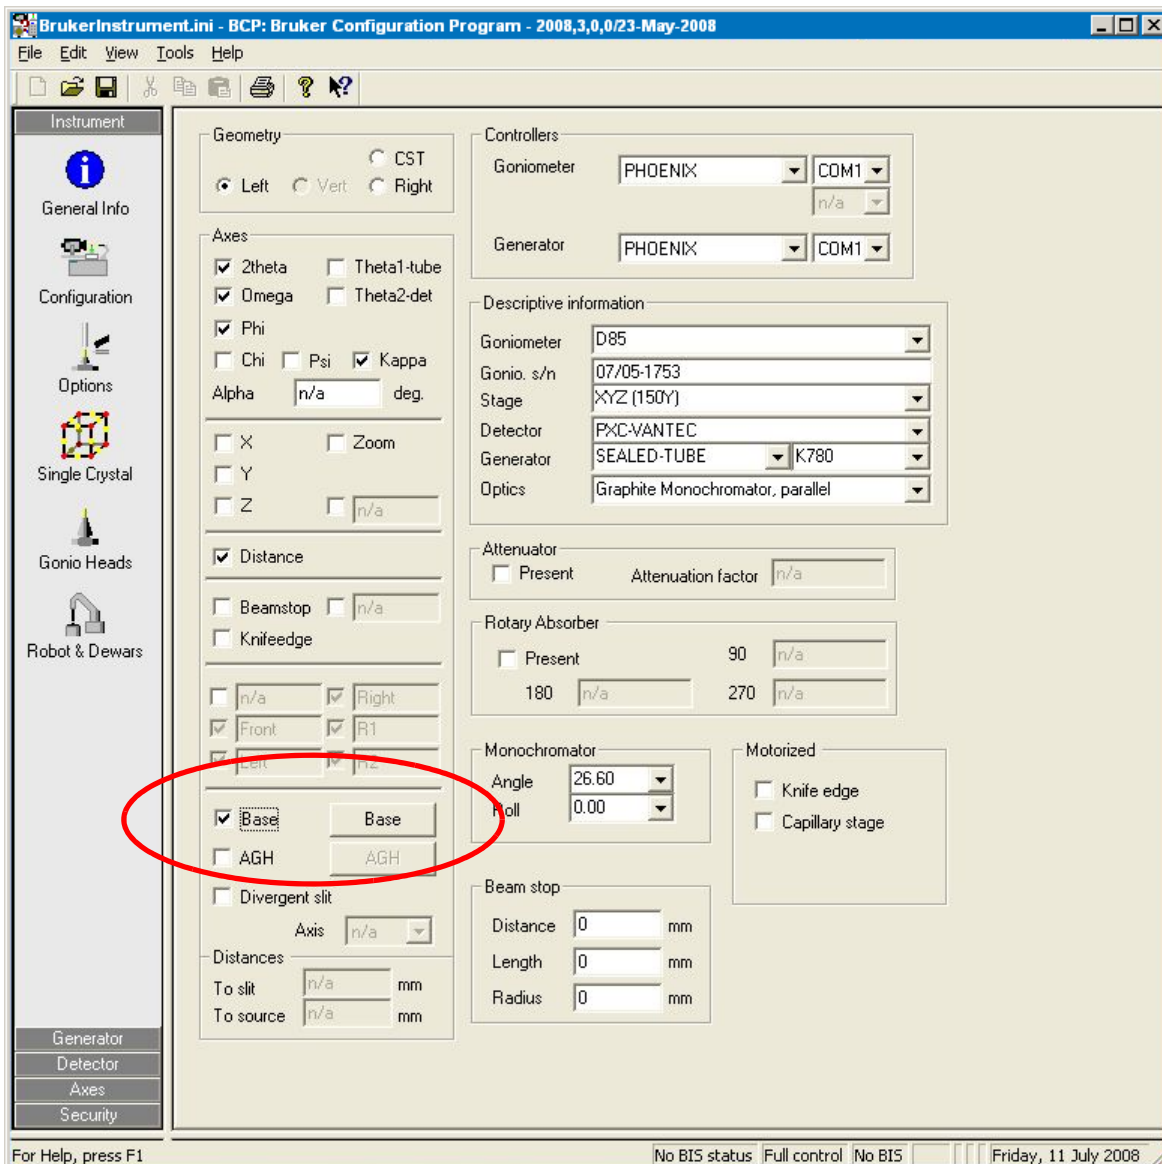 BrukerInstrument.ini - BCP: Bruker Configuration Program - 2008,3,0,0/23-May-2008
File Edit View Tools Help
Instrument
General Info
Configuration
Options
Single Crystal
Gonio Heads
Robot & Dewars
Generator
Detector
Axes
Security
Geometry
CST
Left Vert Right
Axes
2theta Theta1-tube
Omega Theta2-det
Phi
Chi Psi Kappa
Alpha n/a deg.
X Zoom
Y
Z n/a
Distance
Beamstop n/a
Knifeedge
n/a Right
Front R1
Left R2
Base Base
AGH AGH
Divergent slit
Axis n/a
Distances
To slit n/a mm
To source n/a mm
Controllers
Goniometer PHOENIX COM1
n/a
Generator PHOENIX COM1
Descriptive information
Goniometer D85
Gonio. s/n 07/05-1753
Stage XYZ (150Y)
Detector PXC-VANTEC
Generator SEALED-TUBE K780
Optics Graphite Monochromator, parallel
Attenuator
Present Attenuation factor n/a
Rotary Absorber
Present 90 n/a
180 n/a 270 n/a
Monochromator
Angle 26.60
Roll 0.00
Motorized
Knife edge
Capillary stage
Beam stop
Distance 0 mm
Length 0 mm
Radius 0 mm
For Help, press F1 No BIS status Full control No BIS Friday, 11 July 2008